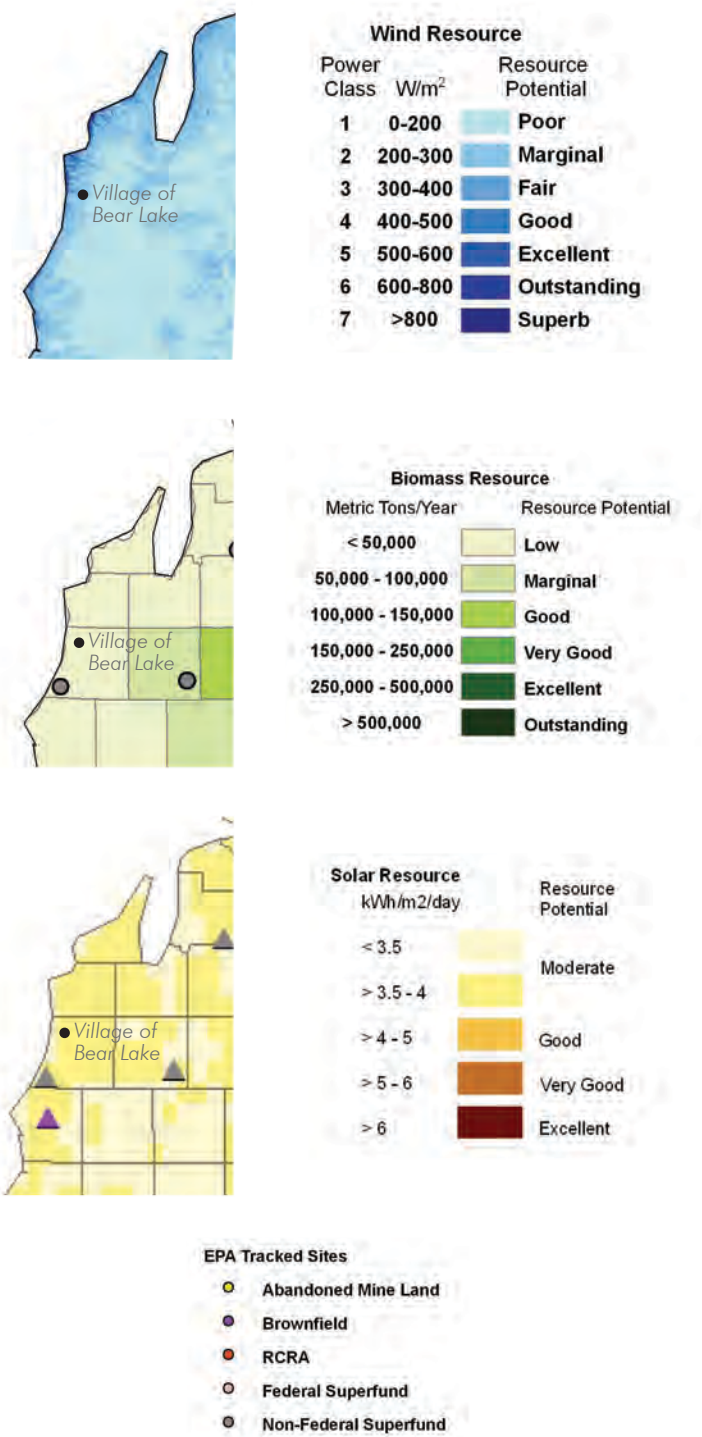 Wind Resource
Power Class W/m² Resource Potential
1 0-200 Poor
2 200-300 Marginal
3 300-400 Fair
4 400-500 Good
5 500-600 Excellent
6 600-800 Outstanding
7 >800 Superb
Village of
Bear Lake
Biomass Resource
Metric Tons/Year Resource Potential
< 50,000 Low
50,000 - 100,000 Marginal
100,000 - 150,000 Good
150,000 - 250,000 Very Good
250,000 - 500,000 Excellent
> 500,000 Outstanding
Village of
Bear Lake
Solar Resource
kWh/m2/day
Resource
Potential
< 3.5
Moderate
> 3.5 - 4
> 4 - 5 Good
> 5 - 6 Very Good
> 6 Excellent
Village of
Bear Lake
EPA Tracked Sites
Abandoned Mine Land
Brownfield
RCRA
Federal Superfund
Non-Federal Superfund